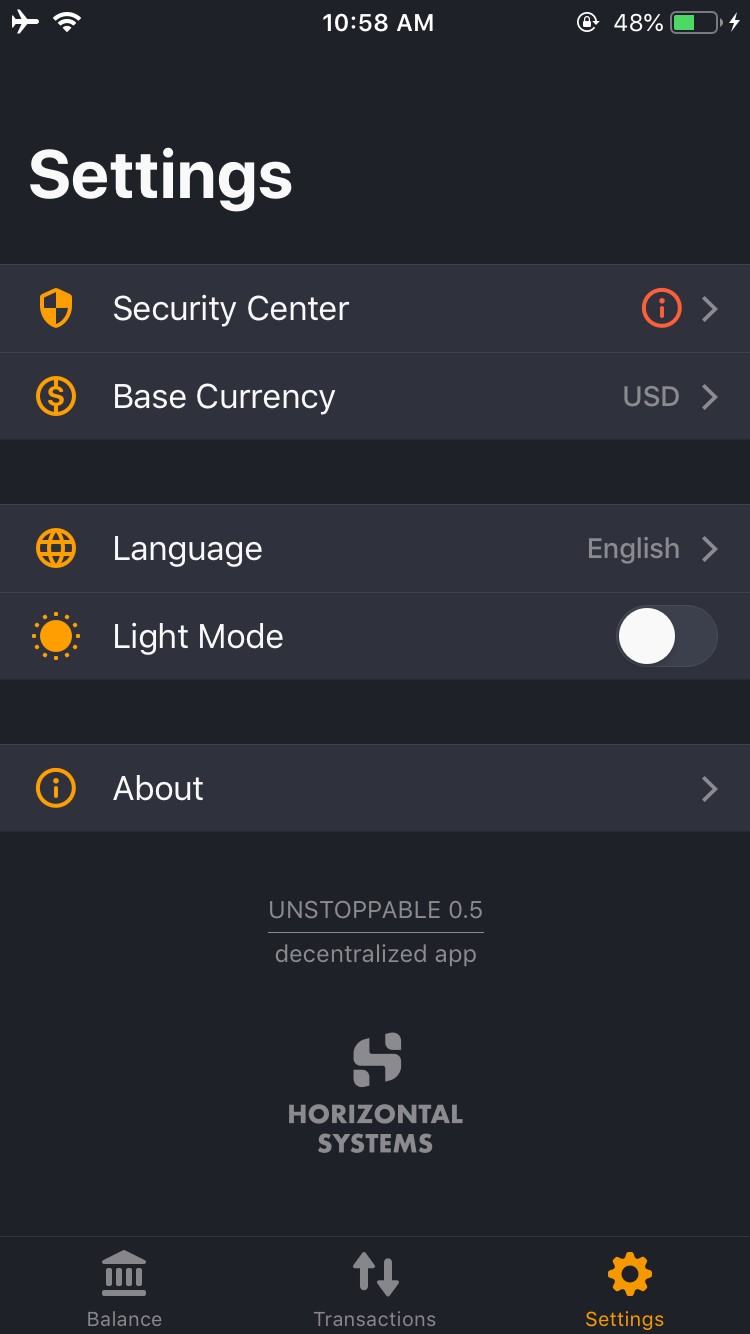 10:58 AM 48%
Settings
Security Center
Base Currency USD
Language English
Light Mode
About
UNSTOPPABLE 0.5
decentralized app
HORIZONTAL
SYSTEMS
Balance Transactions Settings